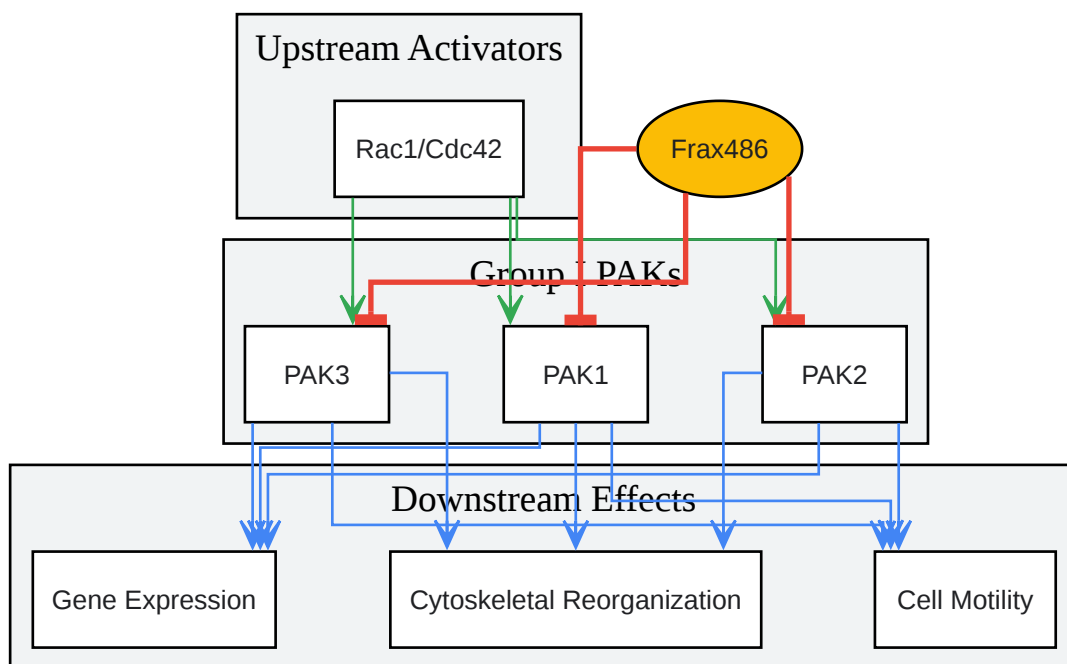 Upstream Activators
Rac1/Cdc42
Frax486
Group I PAKs
PAK3
PAK1
PAK2
Downstream Effects
Gene Expression
Cytoskeletal Reorganization
Cell Motility